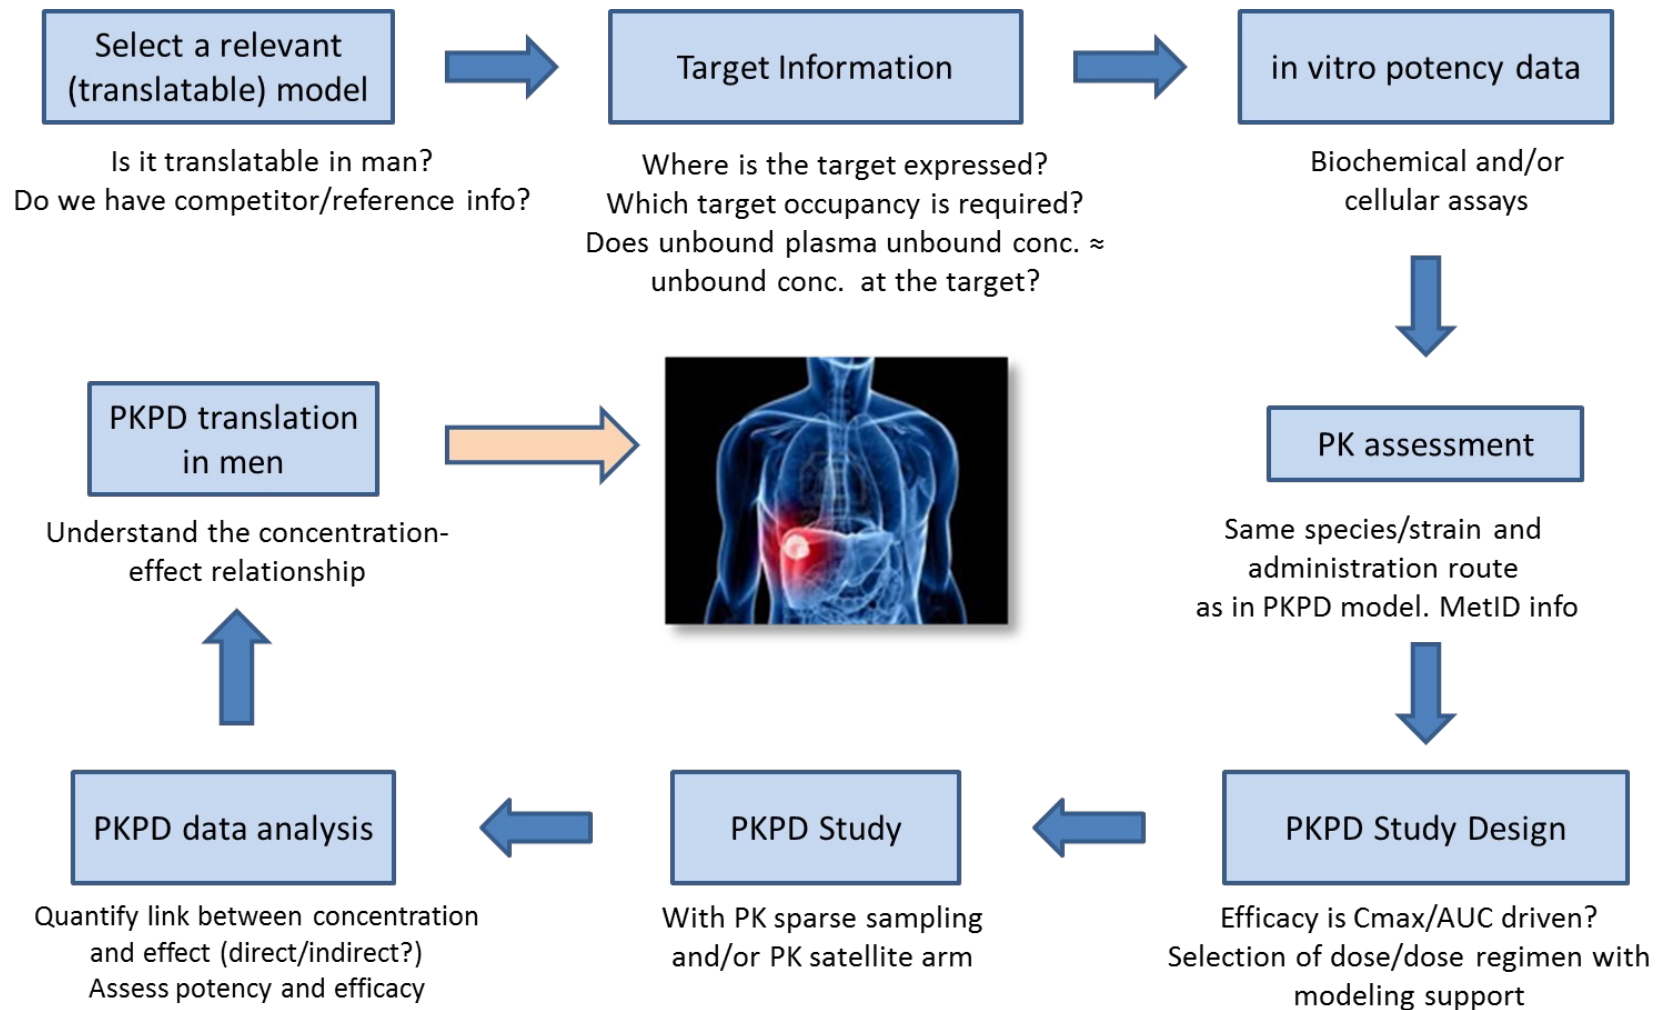 Select a relevant
(translatable) model
Is it translatable in man?
Do we have competitor/reference info?
Target Information
Where is the target expressed?
Which target occupancy is required?
Does unbound plasma unbound conc. ≈
unbound conc.  at the target?
in vitro potency data
Biochemical and/or
cellular assays
PK assessment
Same species/strain and
administration route
as in PKPD model. MetID info
PKPD Study Design
Efficacy is Cmax/AUC driven?
Selection of dose/dose regimen with
modeling support
PKPD Study
With PK sparse sampling
and/or PK satellite arm
PKPD data analysis
Quantify link between concentration
and effect (direct/indirect?)
Assess potency and efficacy
PKPD translation
in men
Understand the concentration-
effect relationship